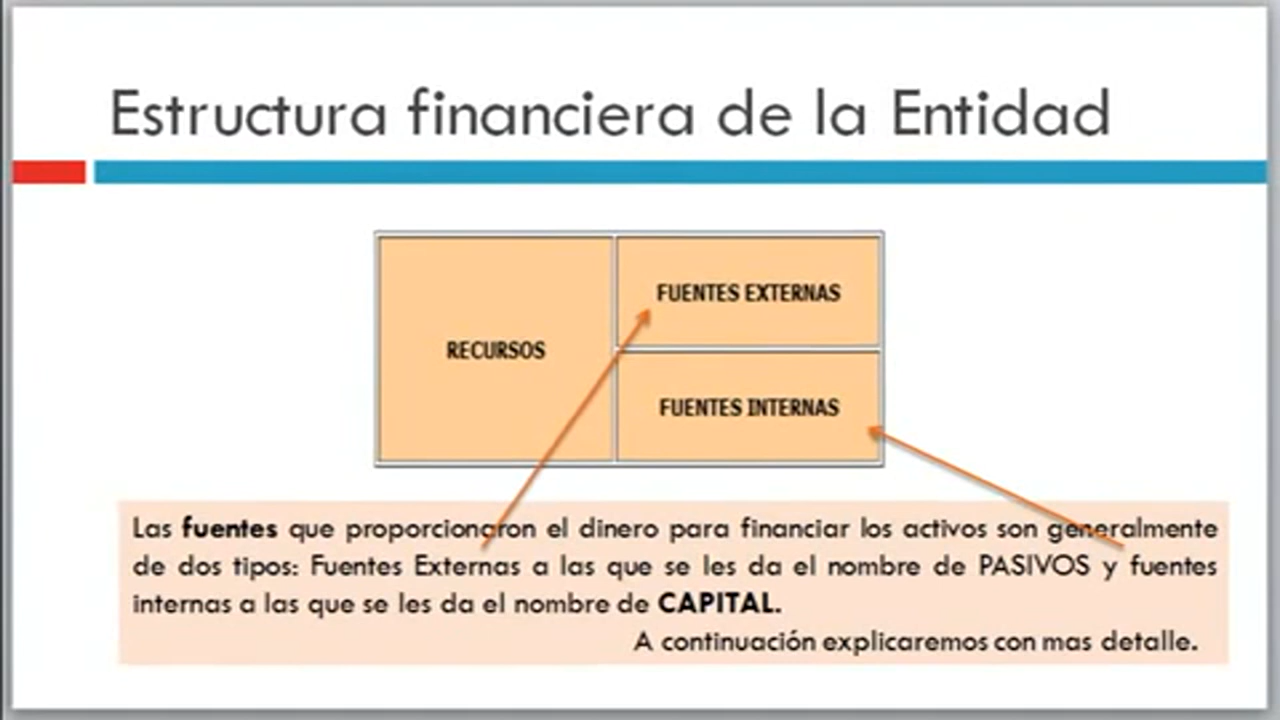 Estructura financiera de la Entidad
FUENTES EXTERNAS
RECURSOS
FUENTES INTERNAS
Las fuentes que proporcionaron el dinero para financiar los activos son generalmente
de dos tipos: Fuentes Externas a las que se les da el nombre de PASIVOS y fuentes
internas a las que se les da el nombre de CAPITAL.
A continuación explicaremos con mas detalle.